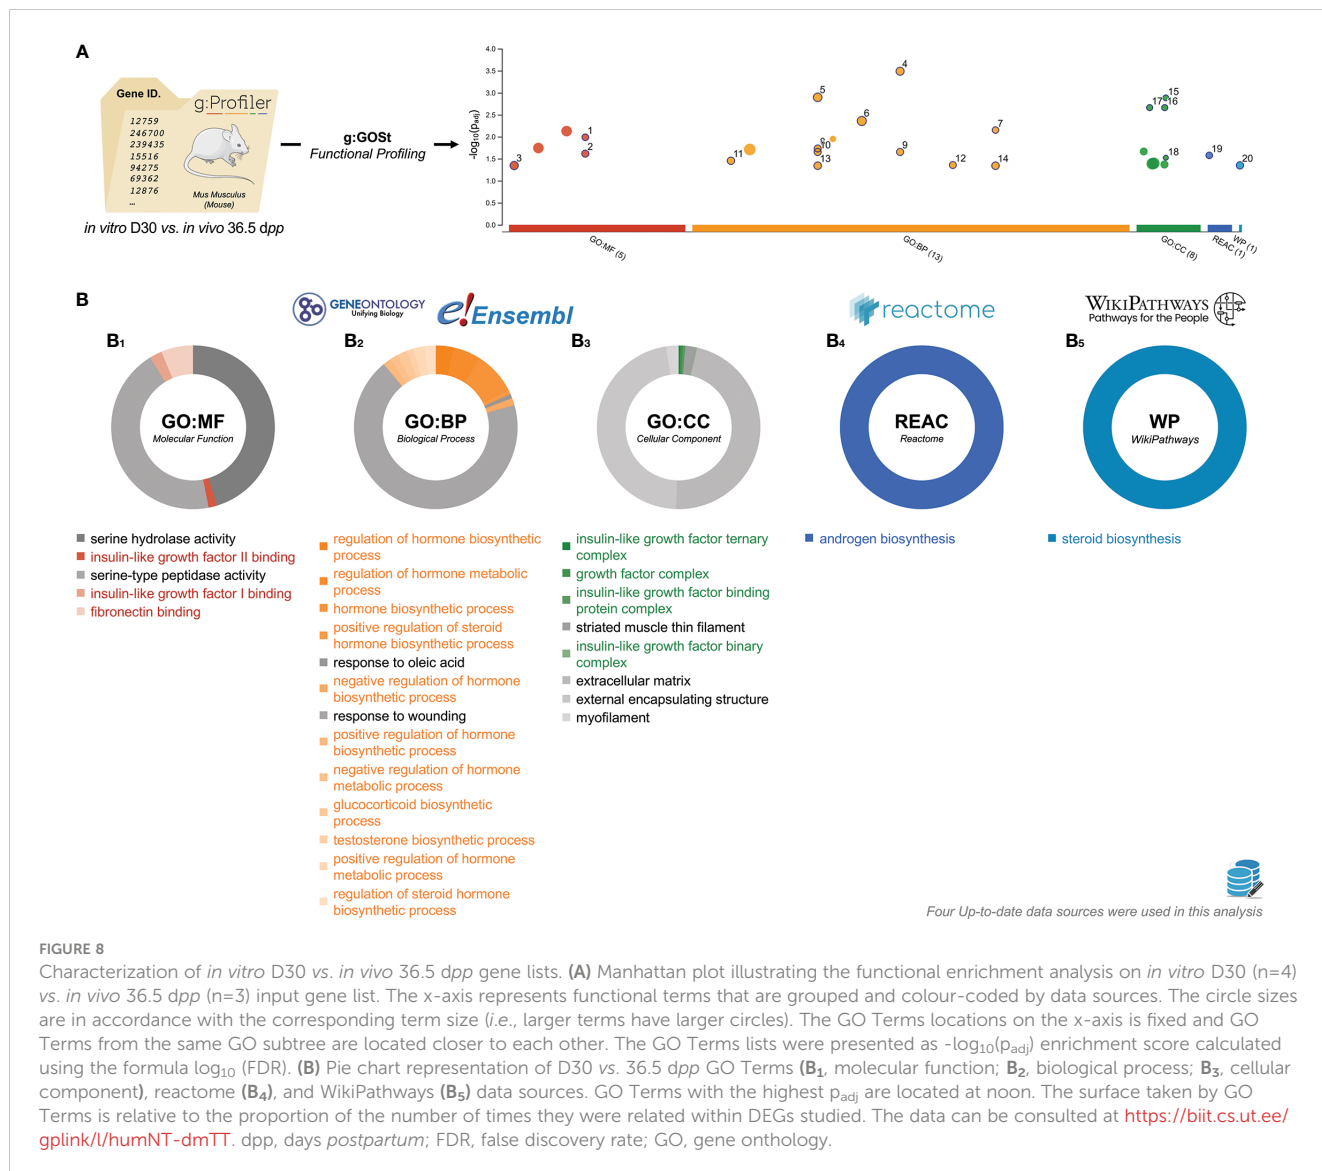 A
Gene ID.
g:Profiler
12759
246700
239435
15516
94275
69362
12876
...
Mus Musculus
(Mouse)
in vitro D30 vs. in vivo 36.5 dpp
g:GOSt
Functional Profiling
-log10(padj)
4.0
3.5
3.0
2.5
2.0
1.5
1.0
0.5
0.0
3
1
2
11
5
10
13
6
4
9
12
7
14
17
15
16
18
19
20
GO:MF (5)
GO:BP (13)
GO:CC (8)
REAC (1)
WP (1)
B
GENEONTOLOGY
Unifying Biology
e!Ensembl
reactome
WIKIPATHWAYS
Pathways for the People
B1
GO:MF
Molecular Function
serine hydrolase activity
insulin-like growth factor II binding
serine-type peptidase activity
insulin-like growth factor I binding
fibronectin binding
B2
GO:BP
Biological Process
regulation of hormone biosynthetic
process
regulation of hormone metabolic
process
hormone biosynthetic process
positive regulation of steroid
hormone biosynthetic process
response to oleic acid
negative regulation of hormone
biosynthetic process
response to wounding
positive regulation of hormone
biosynthetic process
negative regulation of hormone
metabolic process
glucocorticoid biosynthetic
process
testosterone biosynthetic process
positive regulation of hormone
metabolic process
regulation of steroid hormone
biosynthetic process
B3
GO:CC
Cellular Component
insulin-like growth factor ternary
complex
growth factor complex
insulin-like growth factor binding
protein complex
striated muscle thin filament
insulin-like growth factor binary
complex
extracellular matrix
external encapsulating structure
myofilament
B4
REAC
Reactome
androgen biosynthesis
B5
WP
WikiPathways
steroid biosynthesis
Four Up-to-date data sources were used in this analysis
FIGURE 8
Characterization of in vitro D30 vs. in vivo 36.5 dpp gene lists. (A) Manhattan plot illustrating the functional enrichment analysis on in vitro D30 (n=4)
vs. in vivo 36.5 dpp (n=3) input gene list. The x-axis represents functional terms that are grouped and colour-coded by data sources. The circle sizes
are in accordance with the corresponding term size (i.e., larger terms have larger circles). The GO Terms locations on the x-axis is fixed and GO
Terms from the same GO subtree are located closer to each other. The GO Terms lists were presented as -log10(padj) enrichment score calculated
using the formula log10 (FDR). (B) Pie chart representation of D30 vs. 36.5 dpp GO Terms (B1, molecular function; B2, biological process; B3, cellular
component), reactome (B4), and WikiPathways (B5) data sources. GO Terms with the highest padj are located at noon. The surface taken by GO
Terms is relative to the proportion of the number of times they were related within DEGs studied. The data can be consulted at https://biit.cs.ut.ee/
gplink/l/humNT-dmTT. dpp, days postpartum; FDR, false discovery rate; GO, gene onthology.